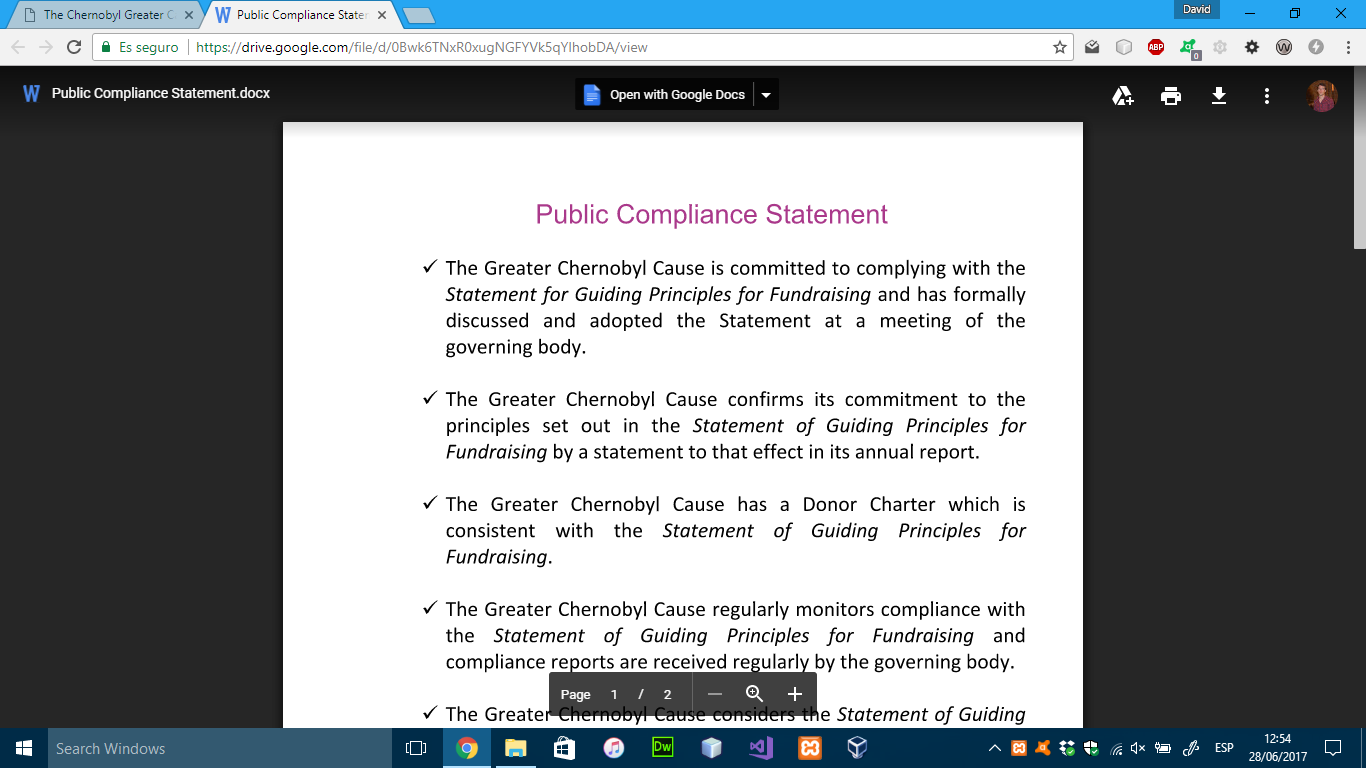 The Chernobyl Greater C
Public Compliance Stater
David
Es seguro
https://drive.google.com/file/d/0Bwk6TNxR0xugNGFYVk5qYlhobDA/view
ABP
0
Public Compliance Statement.docx
Open with Google Docs
Public Compliance Statement
✓ The Greater Chernobyl Cause is committed to complying with the
Statement for Guiding Principles for Fundraising and has formally
discussed and adopted the Statement at a meeting of the
governing body.
✓ The Greater Chernobyl Cause confirms its commitment to the
principles set out in the Statement of Guiding Principles for
Fundraising by a statement to that effect in its annual report.
✓ The Greater Chernobyl Cause has a Donor Charter which is
consistent with the Statement of Guiding Principles for
Fundraising.
✓ The Greater Chernobyl Cause regularly monitors compliance with
the Statement of Guiding Principles for Fundraising and
compliance reports are received regularly by the governing body.
✓ The Greater Chernobyl Cause considers the Statement of Guiding
Page 1 / 2
Search Windows
Dw
ESP
12:54
28/06/2017